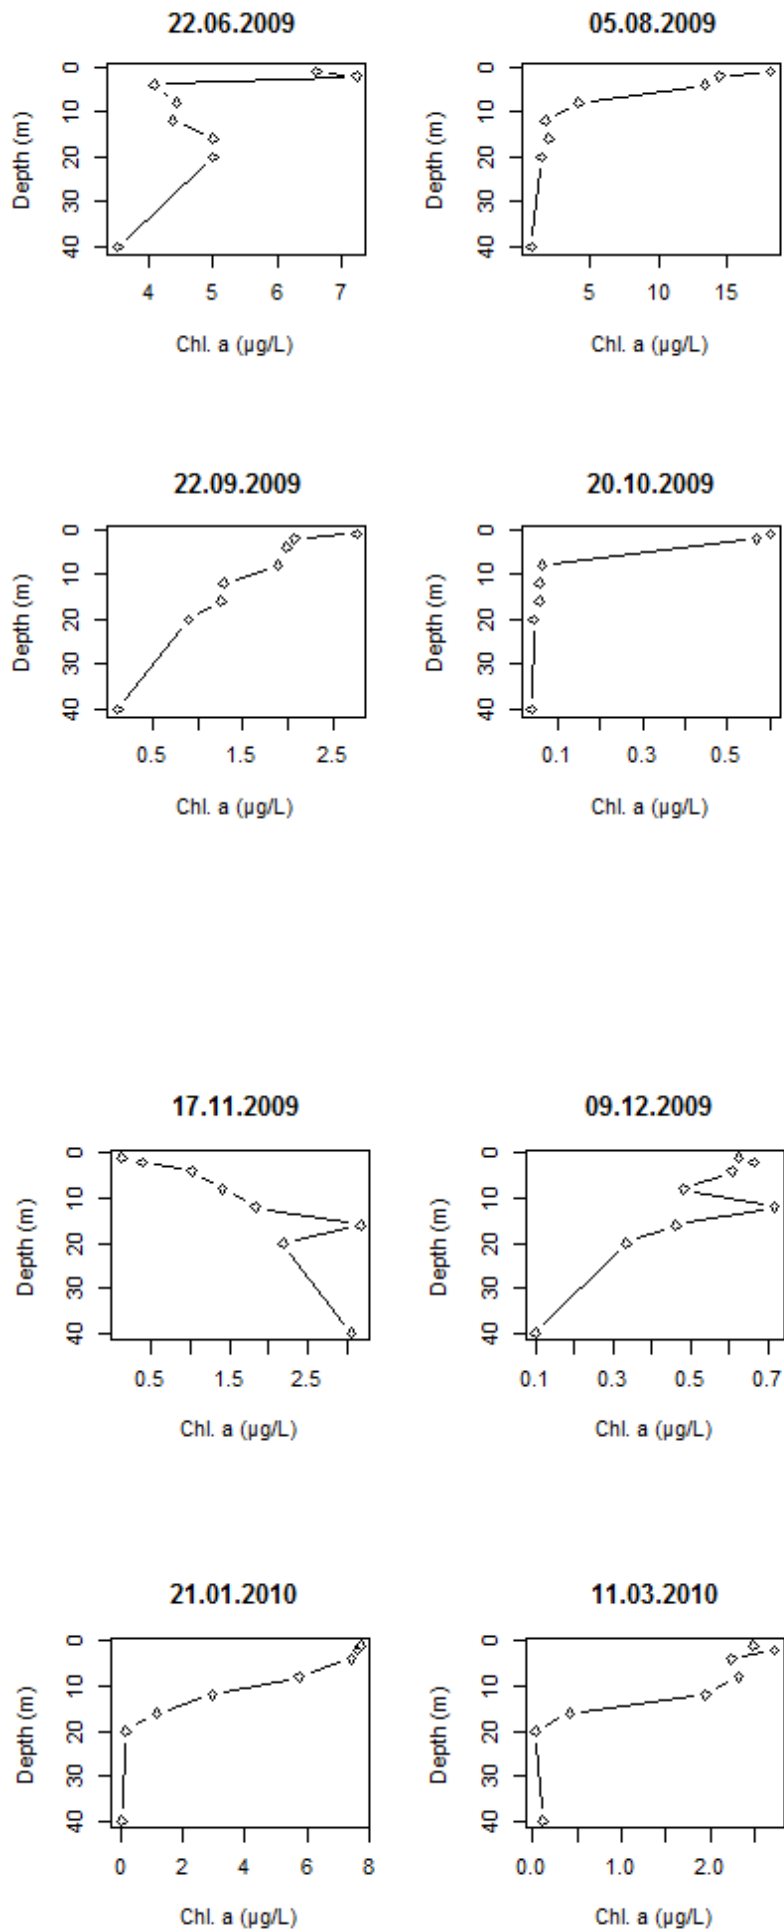 22.06.2009
Depth (m)
0
10
20
30
40
4 5 6 7
Chl. a (µg/L)
05.08.2009
Depth (m)
0
10
20
30
40
5 10 15
Chl. a (µg/L)
22.09.2009
Depth (m)
0
10
20
30
40
0.5 1.5 2.5
Chl. a (µg/L)
20.10.2009
Depth (m)
0
10
20
30
40
0.1 0.3 0.5
Chl. a (µg/L)
17.11.2009
Depth (m)
0
10
20
30
40
0.5 1.5 2.5
Chl. a (µg/L)
09.12.2009
Depth (m)
0
10
20
30
40
0.1 0.3 0.5 0.7
Chl. a (µg/L)
21.01.2010
Depth (m)
0
10
20
30
40
0 2 4 6 8
Chl. a (µg/L)
11.03.2010
Depth (m)
0
10
20
30
40
0.0 1.0 2.0
Chl. a (µg/L)